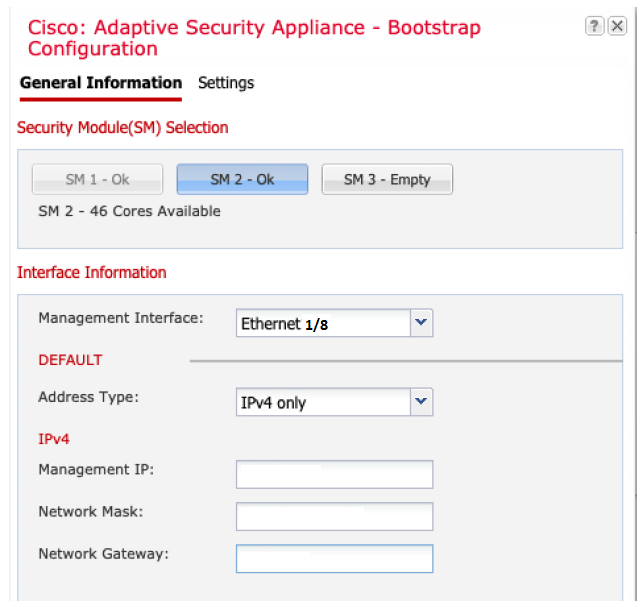 Cisco: Adaptive Security Appliance - Bootstrap ? X
Configuration
General Information Settings
Security Module(SM) Selection
SM 1 - Ok SM 2 - Ok SM 3 - Empty
SM 2 - 46 Cores Available
Interface Information
Management Interface: Ethernet 1/8
DEFAULT
Address Type: IPv4 only
IPv4
Management IP:
Network Mask:
Network Gateway: